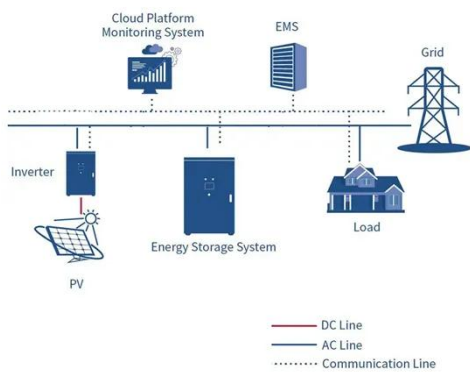 Cloud Platform
Monitoring System
EMS
Grid
Inverter
Energy Storage System
Load
PV
DC Line
AC Line
Communication Line